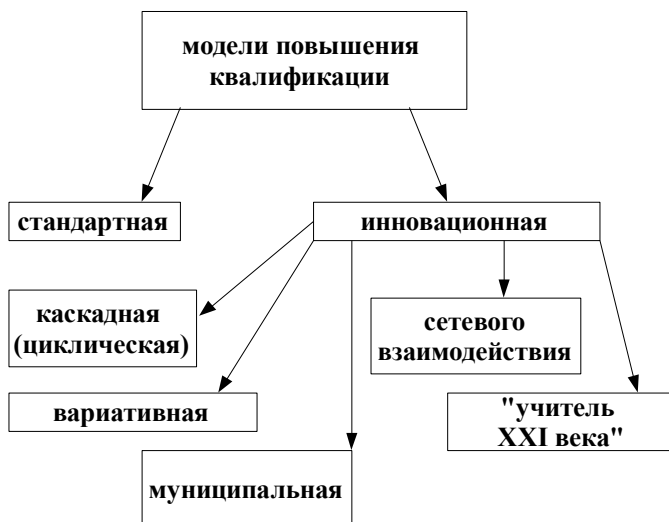 модели повышения
квалификации
стандартная
инновационная
каскадная
(циклическая)
сетевого
взаимодействия
вариативная
"учитель
XXI века"
муниципальная